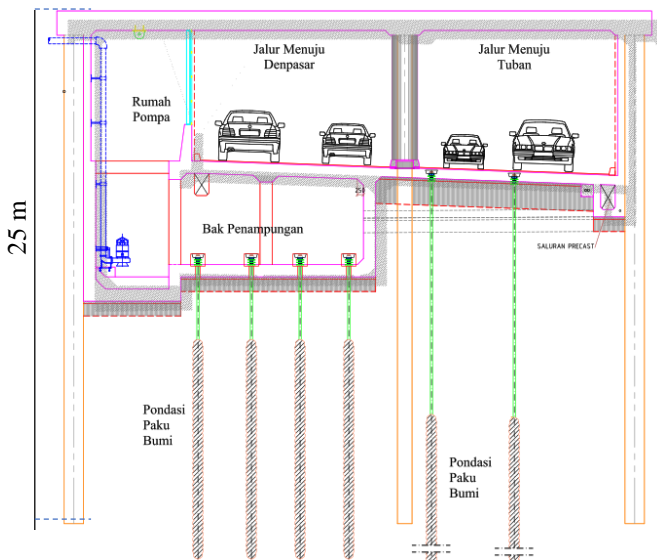 Jalur Menuju
Denpasar
Jalur Menuju
Tuban
Rumah
Pompa
25 m
250
Bak Penampungan
SALURAN PRECAST
Pondasi
Paku
Bumi
Pondasi
Paku
Bumi